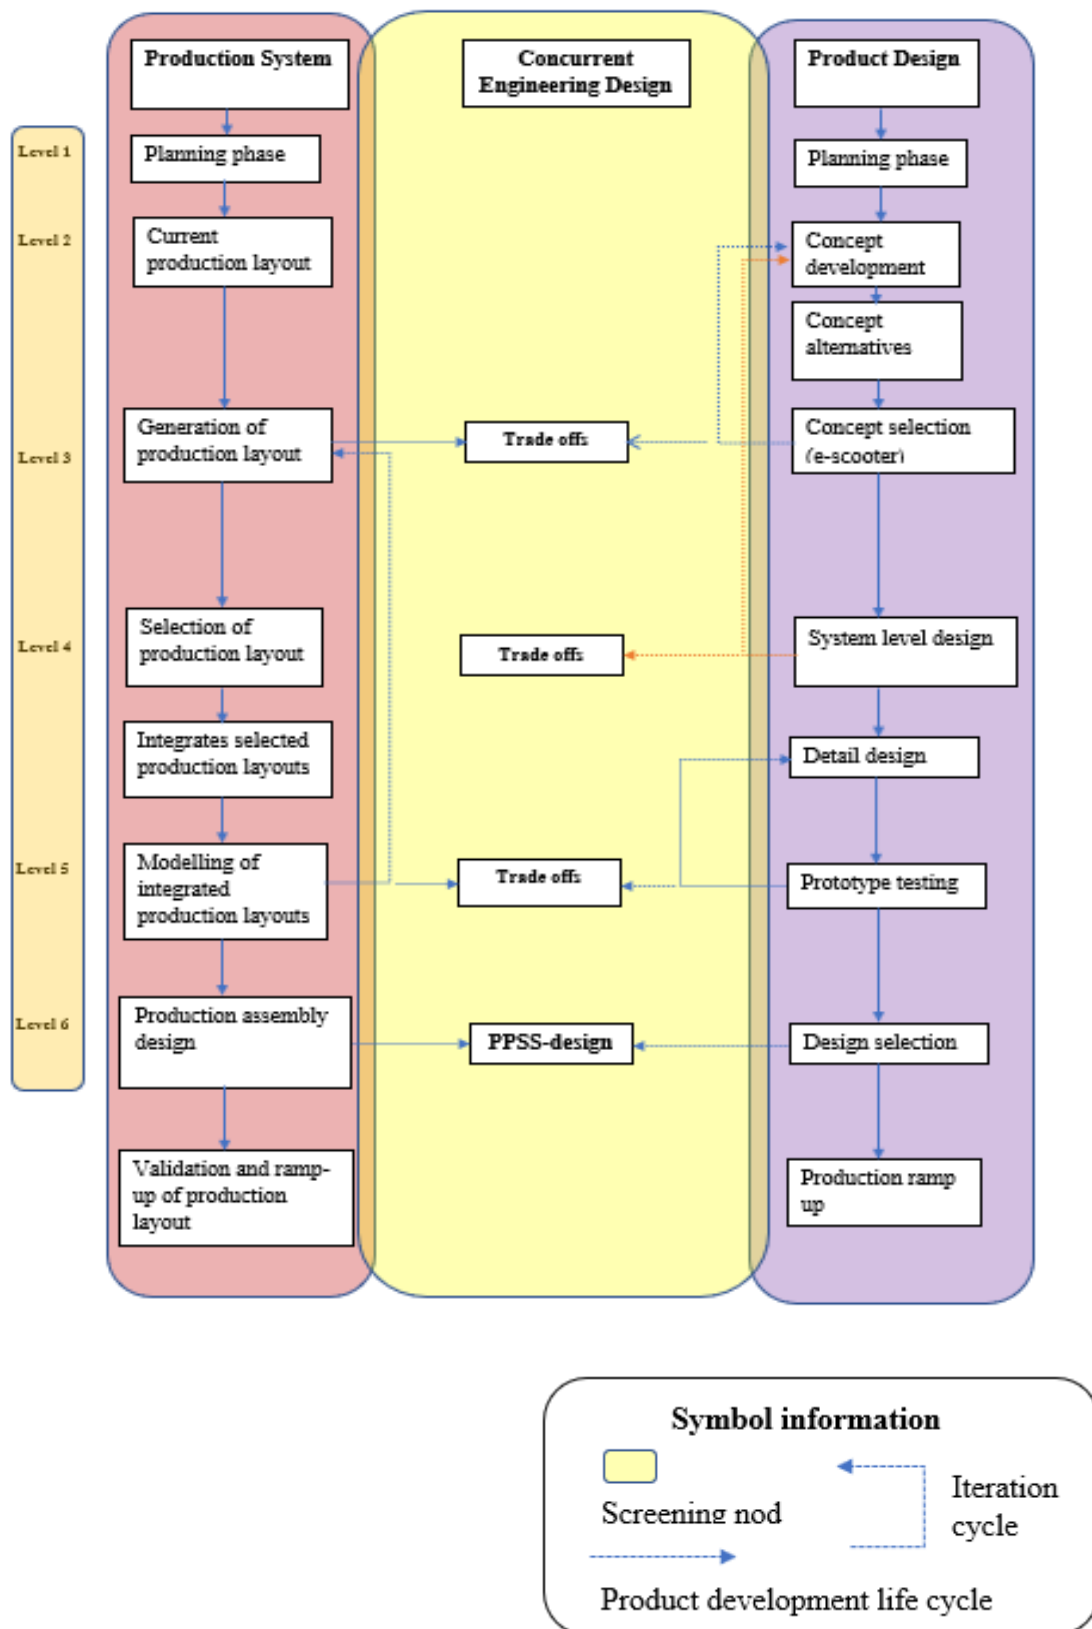 Production System
Concurrent
Engineering Design
Product Design
Level 1
Planning phase
Planning phase
Level 2
Current
production layout
Concept
development
Concept
alternatives
Level 3
Generation of
production layout
Trade offs
Concept selection
(e-scooter)
Level 4
Selection of
production layout
Trade offs
System level design
Integrates selected
production layouts
Detail design
Level 5
Modelling of
integrated
production layouts
Trade offs
Prototype testing
Level 6
Production assembly
design
PPSS-design
Design selection
Validation and ramp-
up of production
layout
Production ramp
up
Symbol information
Screening nod
Iteration
cycle
Product development life cycle